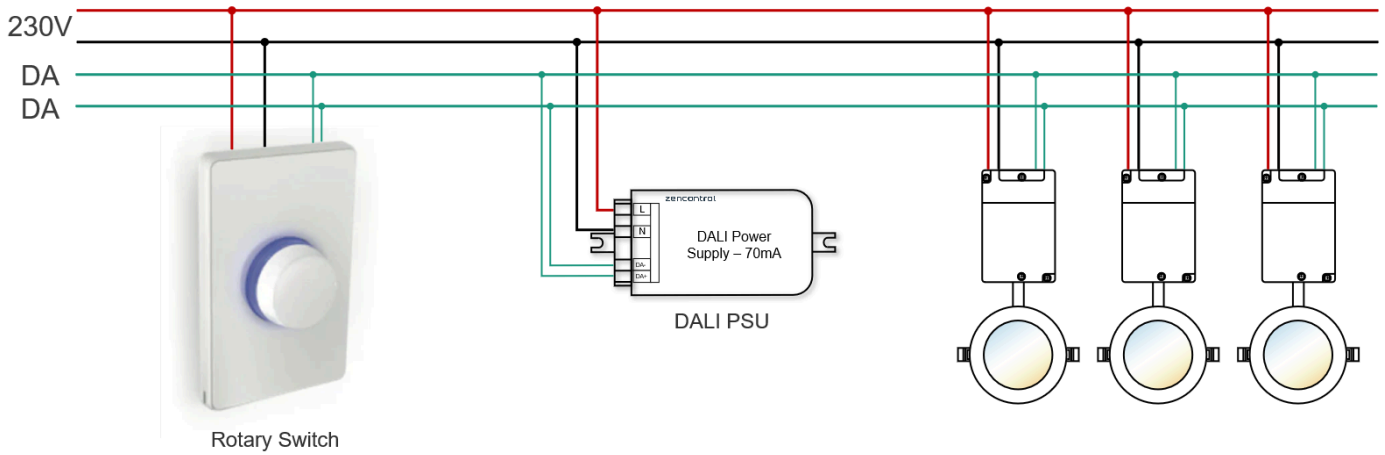 230V
DA
DA
zencontrol
L
N
DALI Power
Supply – 70mA
DA-
DA+
DALI PSU
Rotary Switch